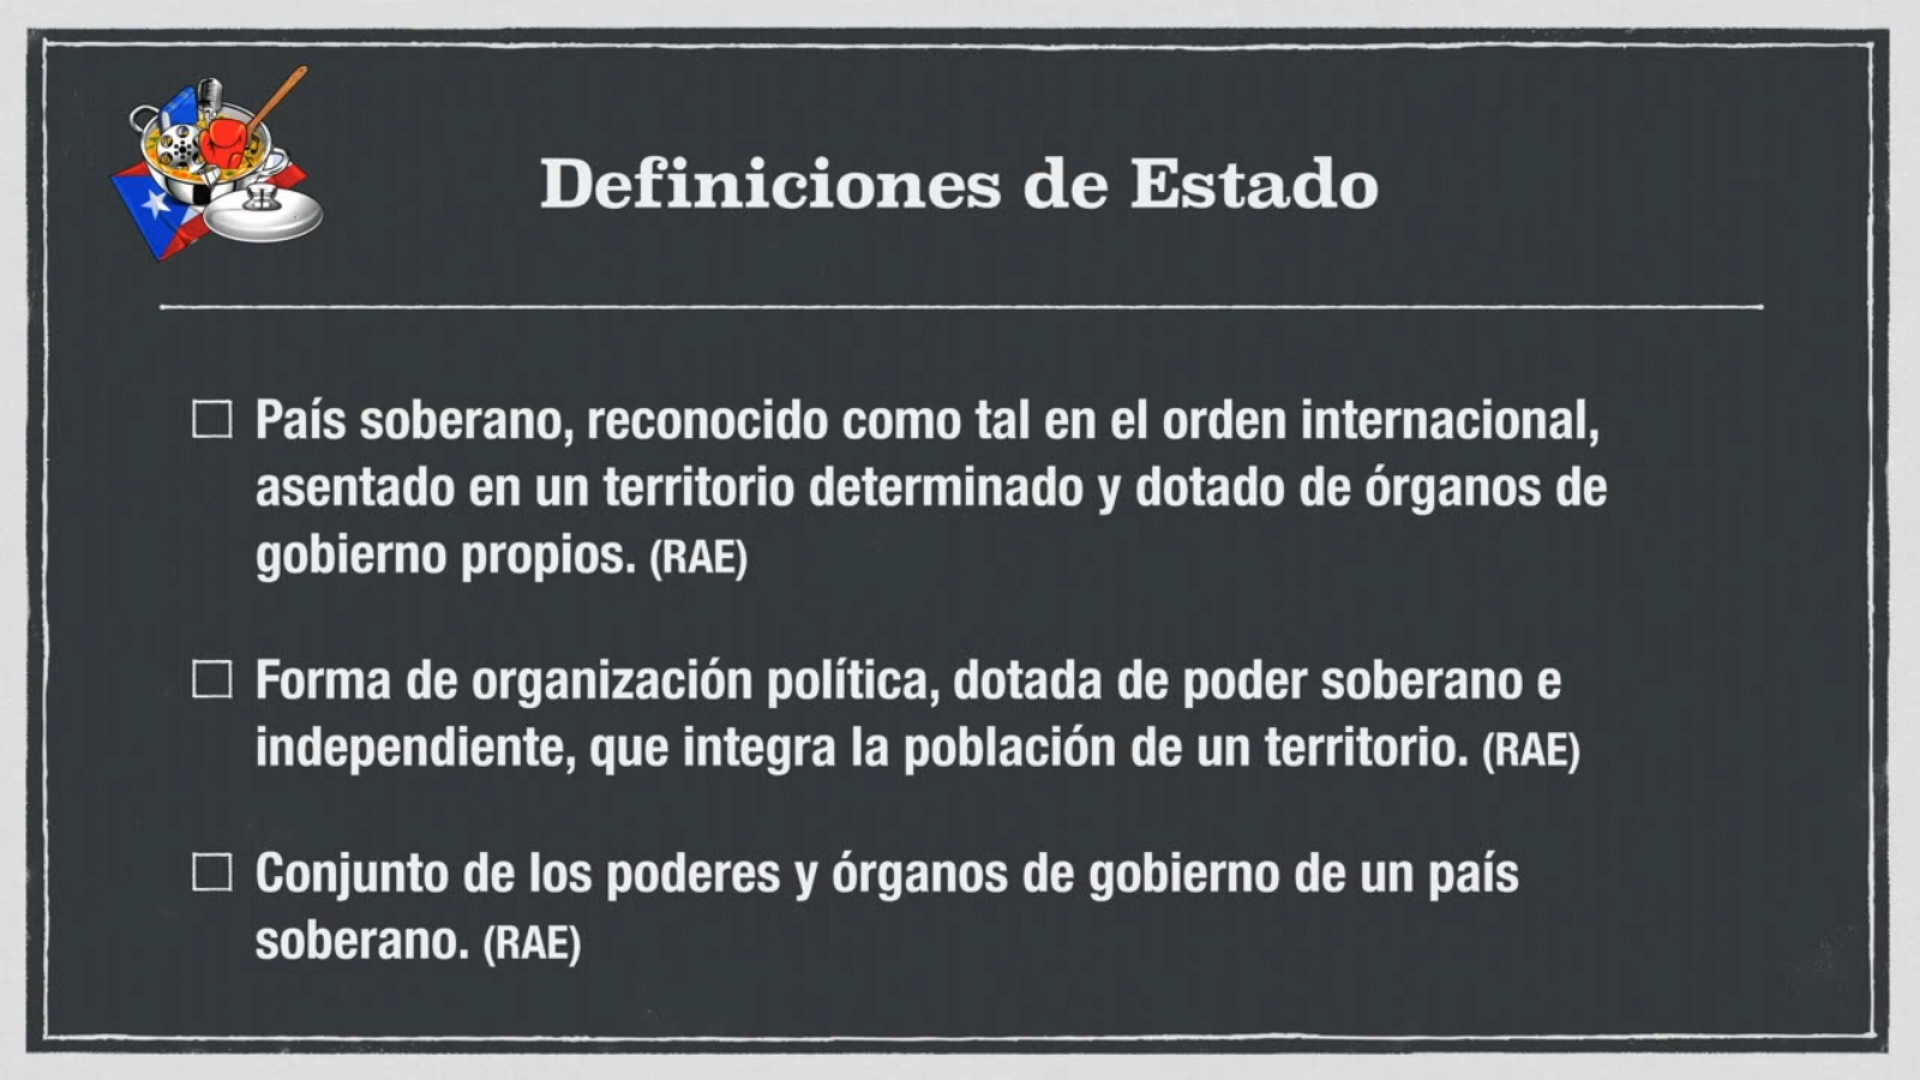 Definiciones de Estado
País soberano, reconocido como tal en el orden internacional,
asentado en un territorio determinado y dotado de órganos de
gobierno propios. (RAE)
Forma de organización política, dotada de poder soberano e
independiente, que integra la población de un territorio. (RAE)
Conjunto de los poderes y órganos de gobierno de un país
soberano. (RAE)